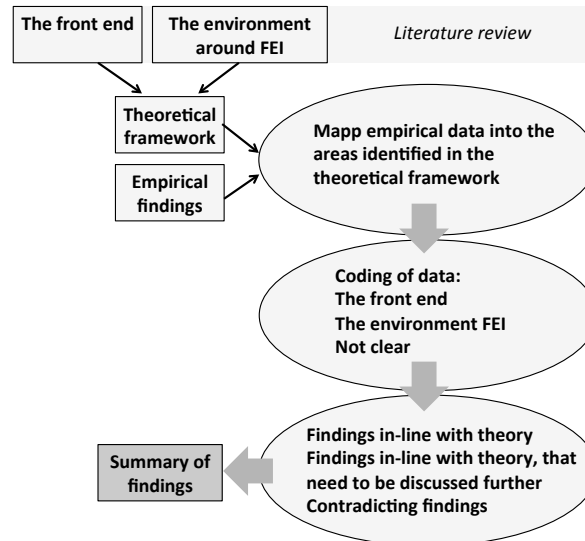 The front end
The environment
around FEI
Literature review
Theoretical
framework
Empirical
findings
Mapp empirical data into the
areas identified in the
theoretical framework
Coding of data:
The front end
The environment FEI
Not clear
Findings in-line with theory
Findings in-line with theory, that
need to be discussed further
Contradicting findings
Summary of
findings